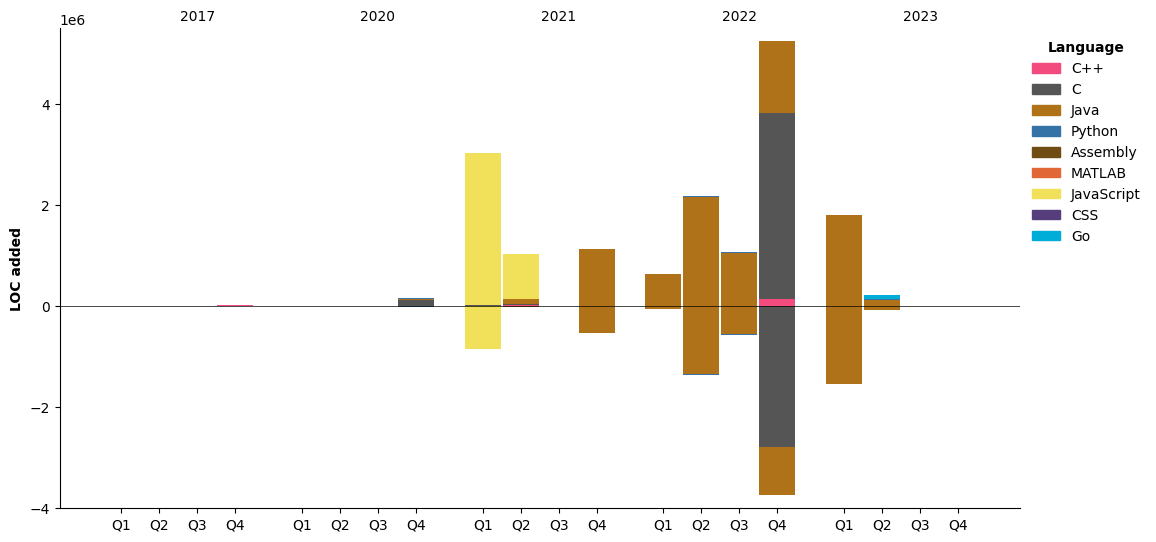 2017 2020 2021 2022 2023
1e6
LOC added
4
2
0
−2
−4
Q1 Q2 Q3 Q4 Q1 Q2 Q3 Q4 Q1 Q2 Q3 Q4 Q1 Q2 Q3 Q4 Q1 Q2 Q3 Q4
Language
C++
C
Java
Python
Assembly
MATLAB
JavaScript
CSS
Go